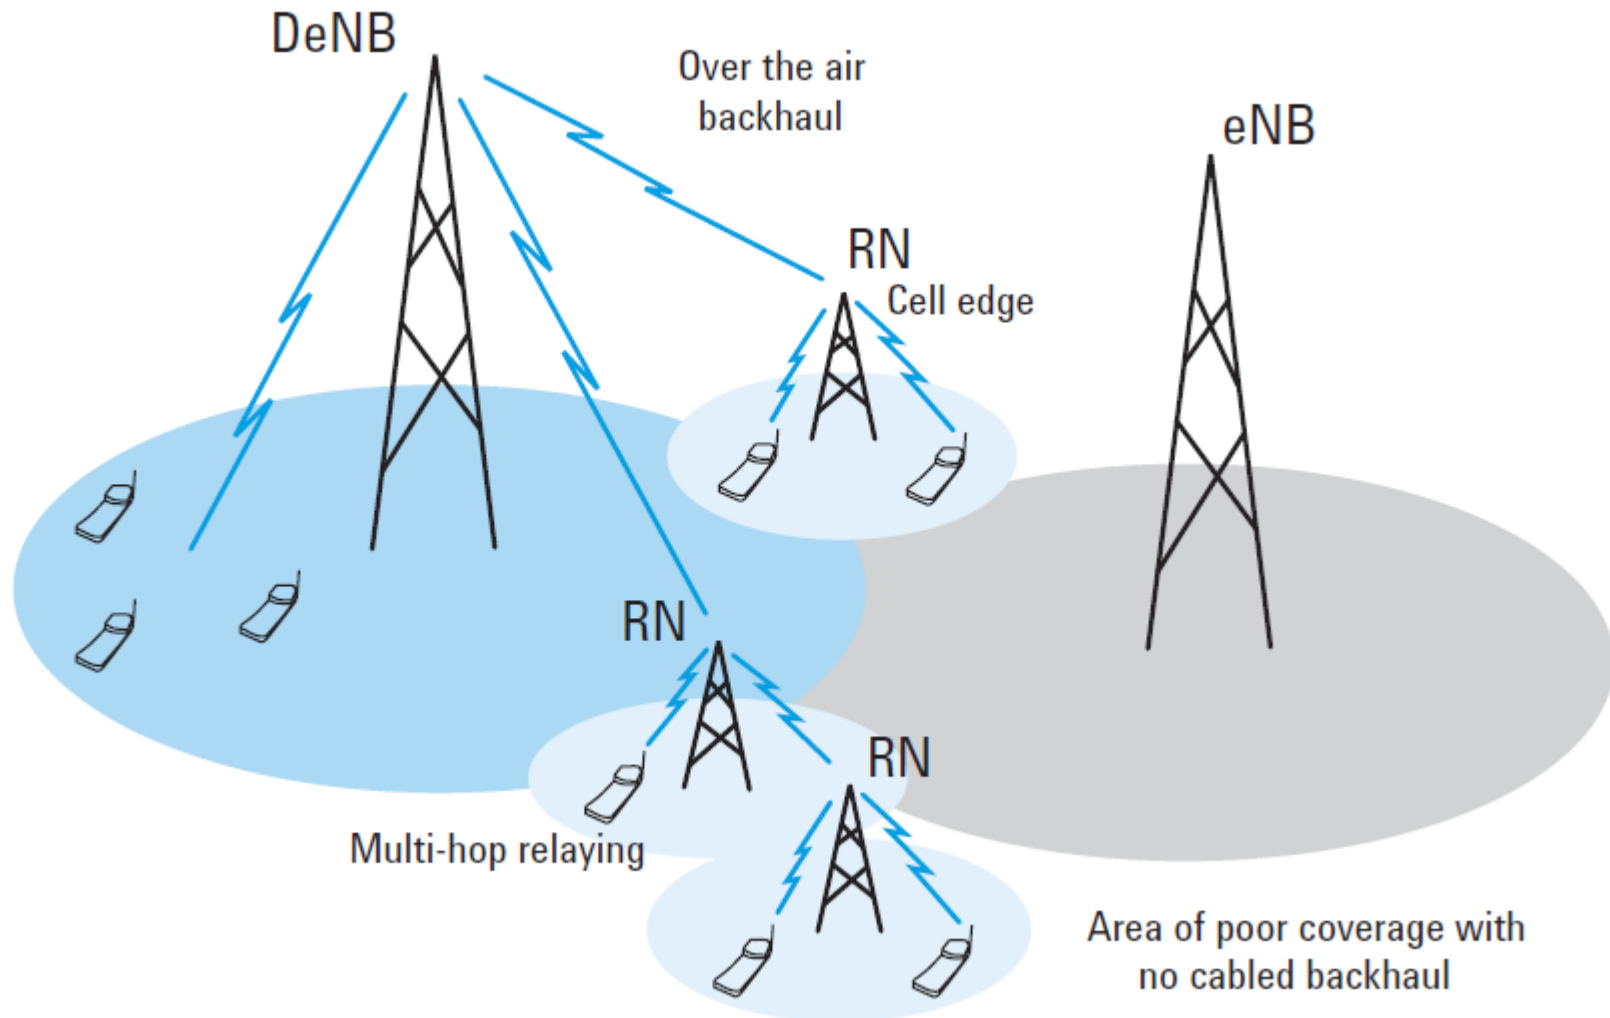 DeNB
Over the air
backhaul
eNB
RN
Cell edge
RN
RN
Multi-hop relaying
Area of poor coverage with
no cabled backhaul